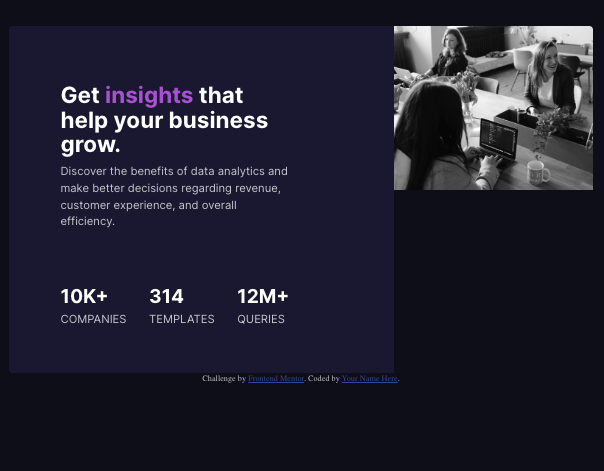 Get insights that
help your business
grow.
Discover the benefits of data analytics and
make better decisions regarding revenue,
customer experience, and overall
efficiency.
10K+ 314 12M+
COMPANIES TEMPLATES QUERIES
Challenge by Frontend Mentor. Coded by Your Name Here.